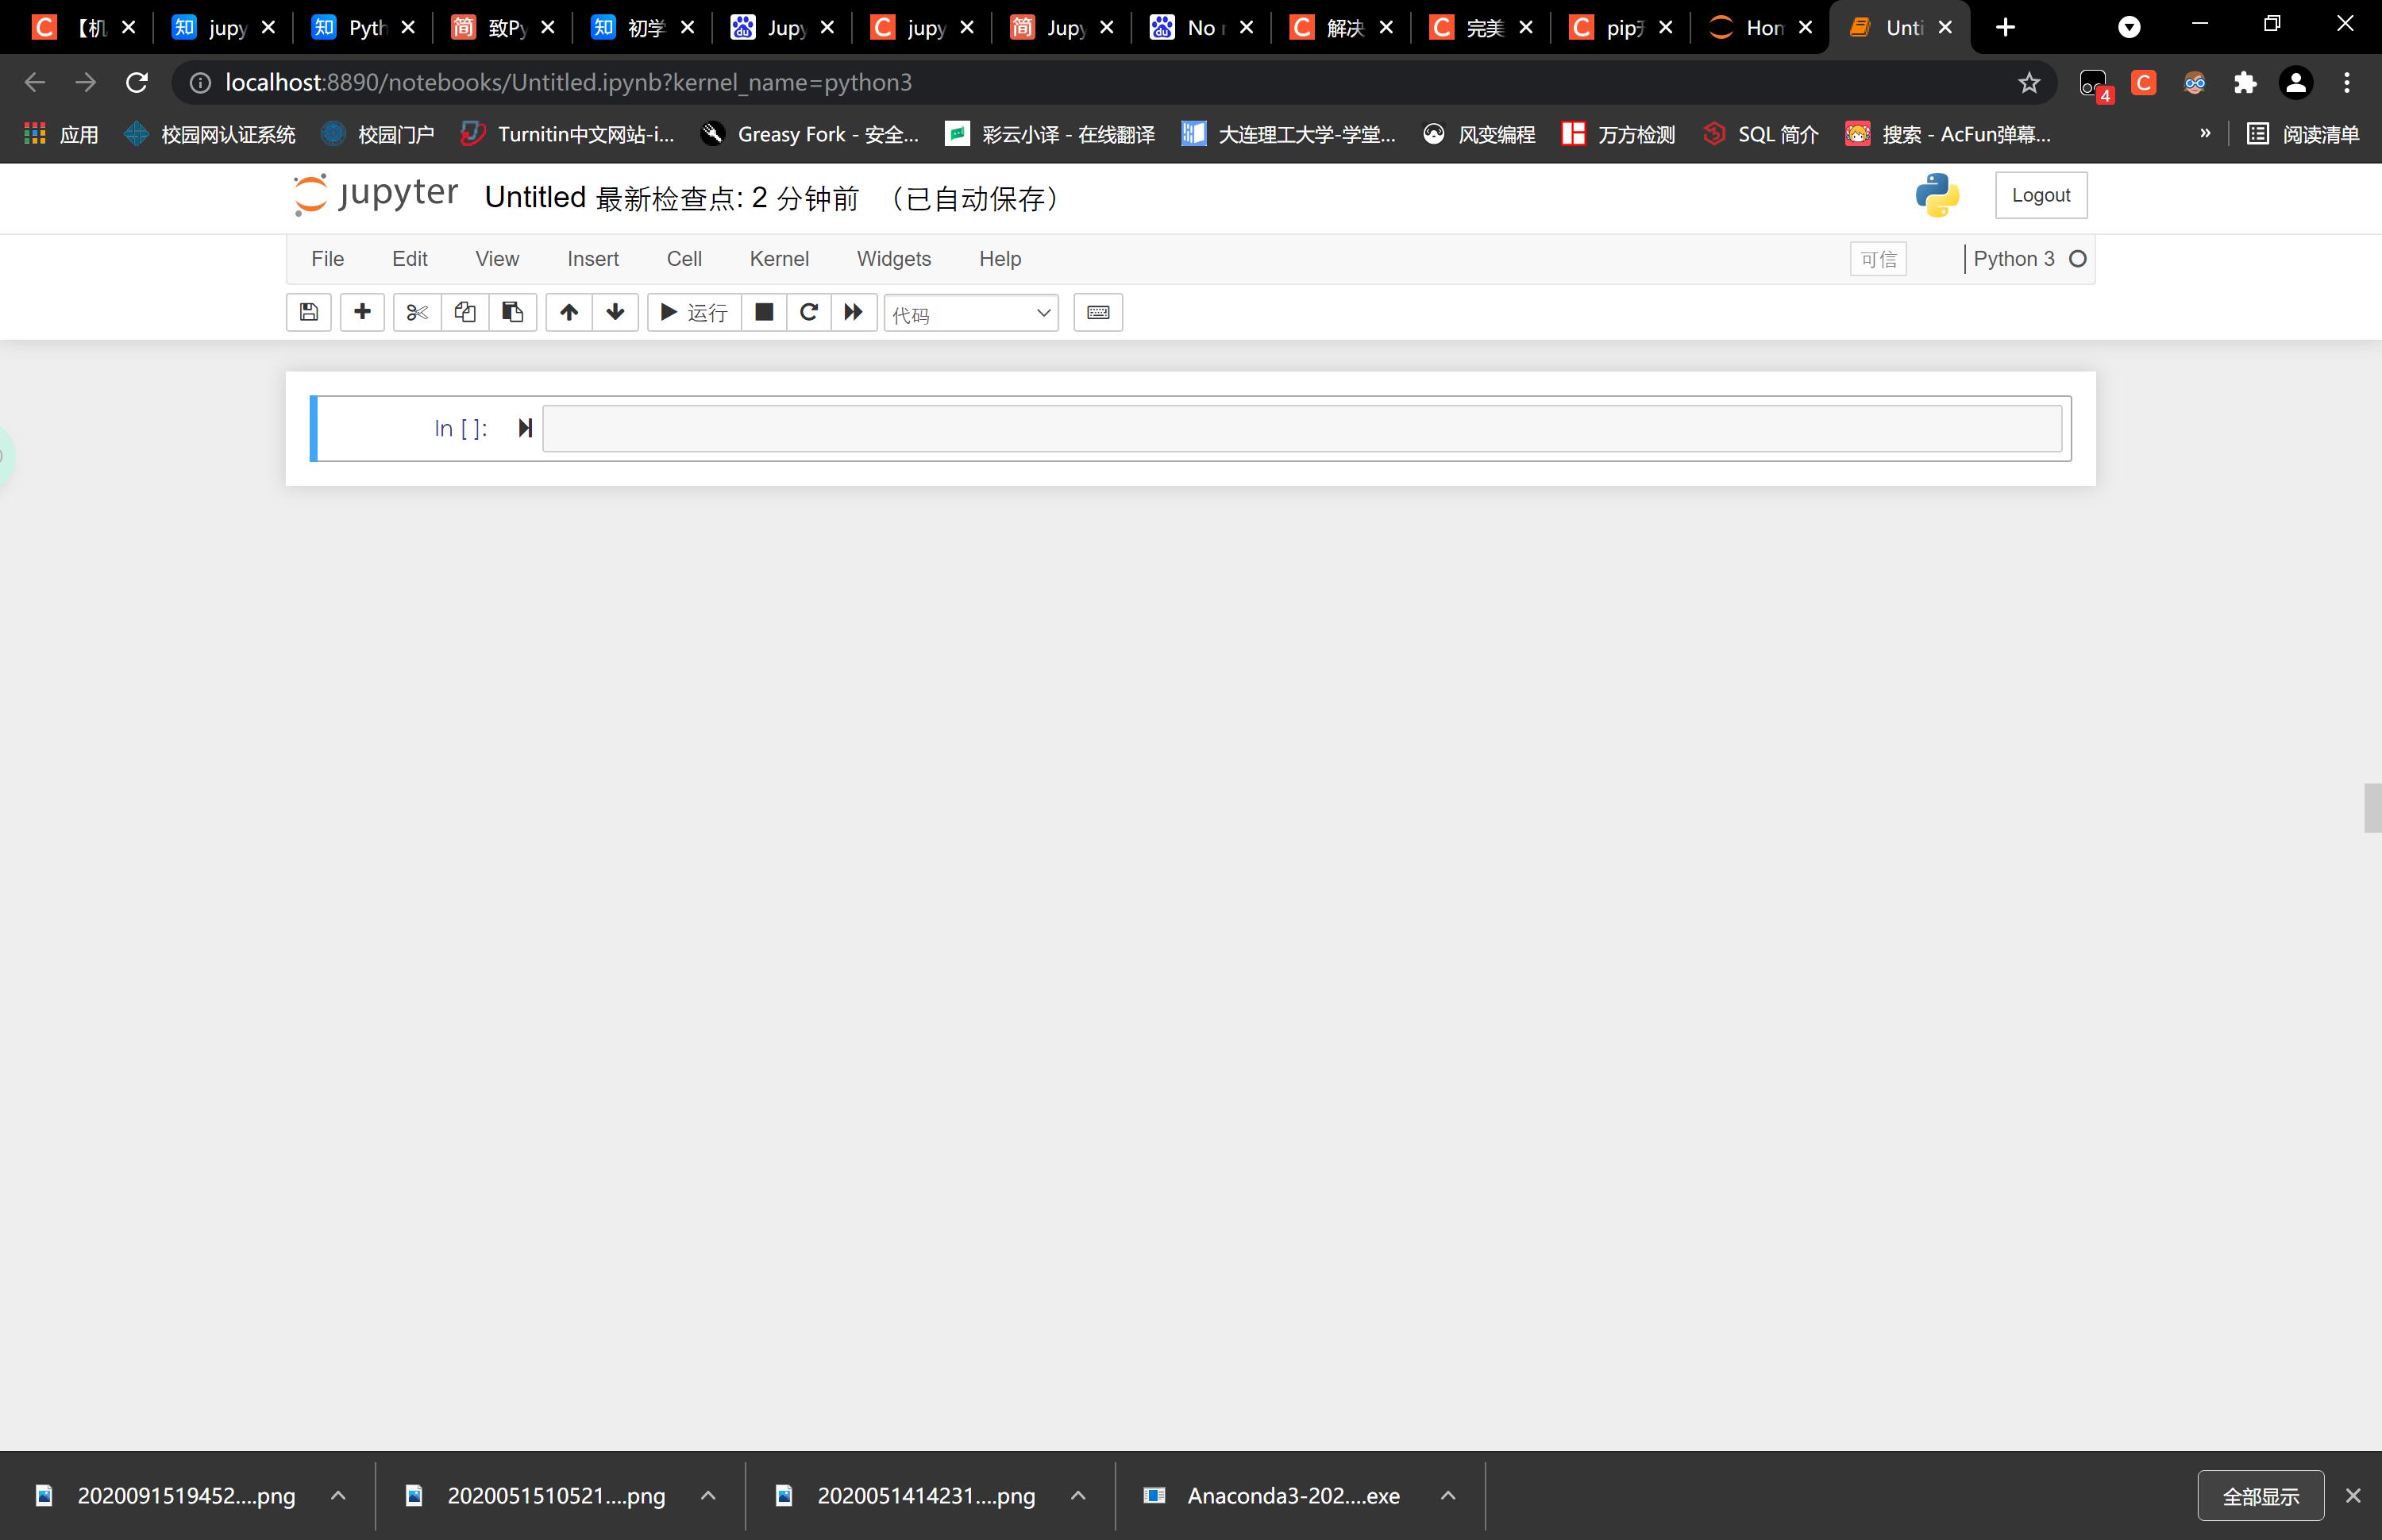 【机 jupy Pyth 致Py 初学 Jupy jupy Jupy No r 解决 完美 pip Hom Unti
localhost:8890/notebooks/Untitled.ipynb?kernel_name=python3
4
应用 校园网认证系统 校园门户 Turnitin中文网站-i... Greasy Fork - 安全... 彩云小译 - 在线翻译 大连理工大学-学堂... 风变编程 万方检测 SQL 简介 搜索 - AcFun弹幕... » 阅读清单
jupyter Untitled 最新检查点: 2 分钟前 （已自动保存） Logout
File Edit View Insert Cell Kernel Widgets Help 可信 Python 3
运行 代码
In [ ]:
2020091519452....png 2020051510521....png 2020051414231....png Anaconda3-202....exe 全部显示